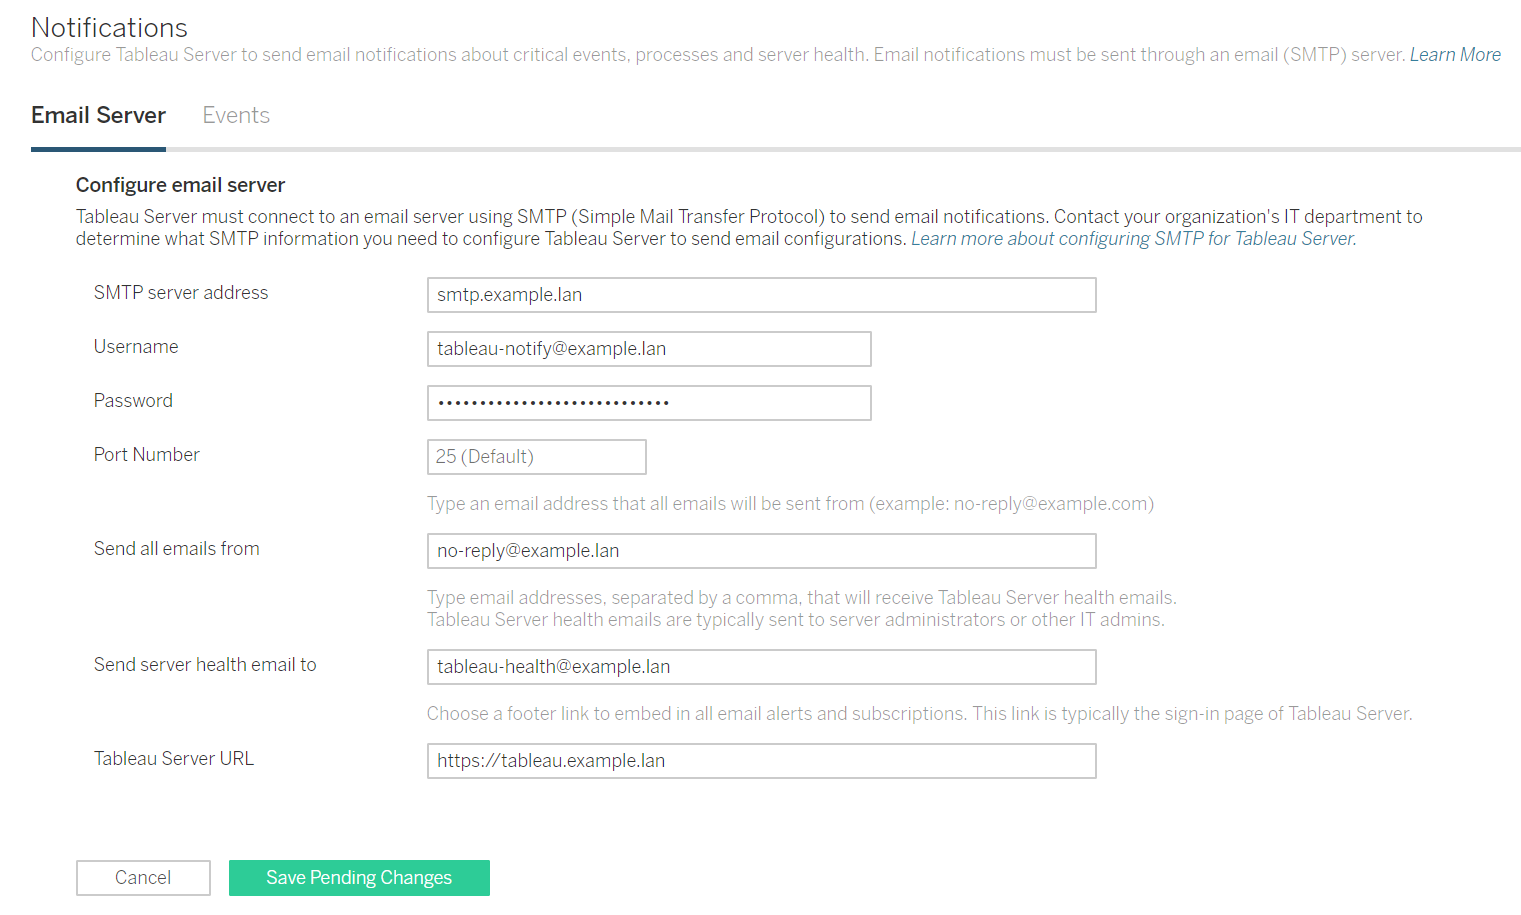 Notifications
Configure Tableau Server to send email notifications about critical events, processes and server health. Email notifications must be sent through an email (SMTP) server. Learn More
Email Server Events
Configure email server
Tableau Server must connect to an email server using SMTP (Simple Mail Transfer Protocol) to send email notifications. Contact your organization's IT department to
determine what SMTP information you need to configure Tableau Server to send email configurations. Learn more about configuring SMTP for Tableau Server.
SMTP server address smtp.example.lan
Username tableau-notify@example.lan
Password ••••••••••••••••••••••••••••
Port Number 25 (Default)
Type an email address that all emails will be sent from (example: no-reply@example.com)
Send all emails from no-reply@example.lan
Type email addresses, separated by a comma, that will receive Tableau Server health emails.
Tableau Server health emails are typically sent to server administrators or other IT admins.
Send server health email to tableau-health@example.lan
Choose a footer link to embed in all email alerts and subscriptions. This link is typically the sign-in page of Tableau Server.
Tableau Server URL https://tableau.example.lan
Cancel Save Pending Changes